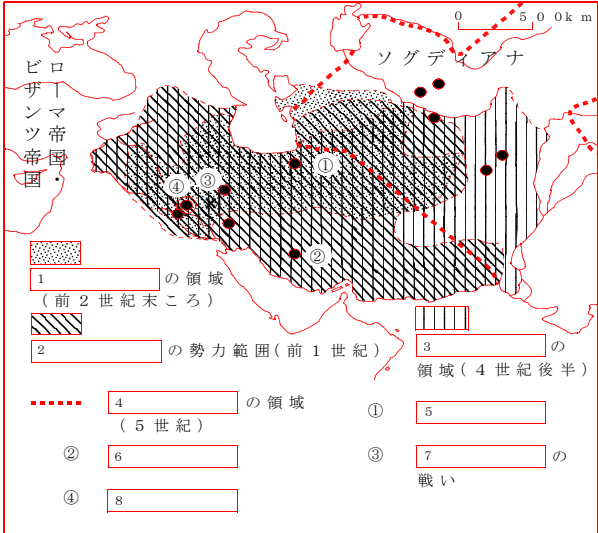 0 500km
ソグディアナ
ローマ帝国・
ビザンツ帝国
①
③
④
②
1 の領域
(前2世紀末ころ)
2 の勢力範囲(前1世紀)
3 の
領域(4世紀後半)
4 の領域
(5世紀)
① 5
② 6
③ 7 の
戦い
④ 8